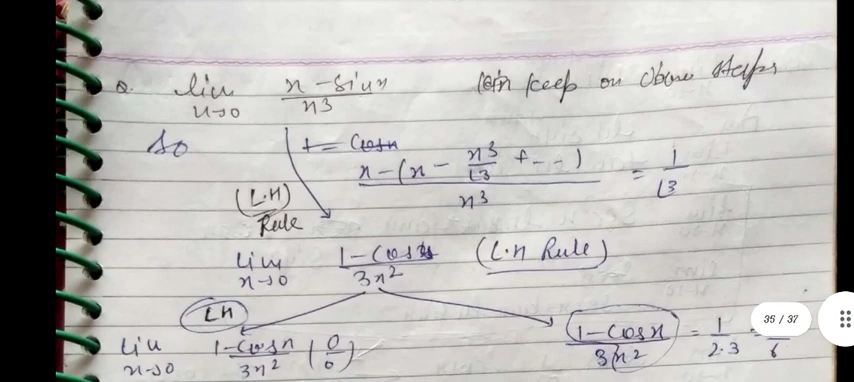 Q. lim x→0 x - sin x / x³ keep on above steps
So 1 - cos x
x - (x - x³/⌊3 + - - ) / x³ = 1/⌊3
(L.H) Rule
lim x→0 1 - cos x / 3x² (L.H Rule)
LH
lim x→0 1 - cos x / 3x² (0/0) 1 - cos x / 3x² = 1/2.3 = 6
35 / 37